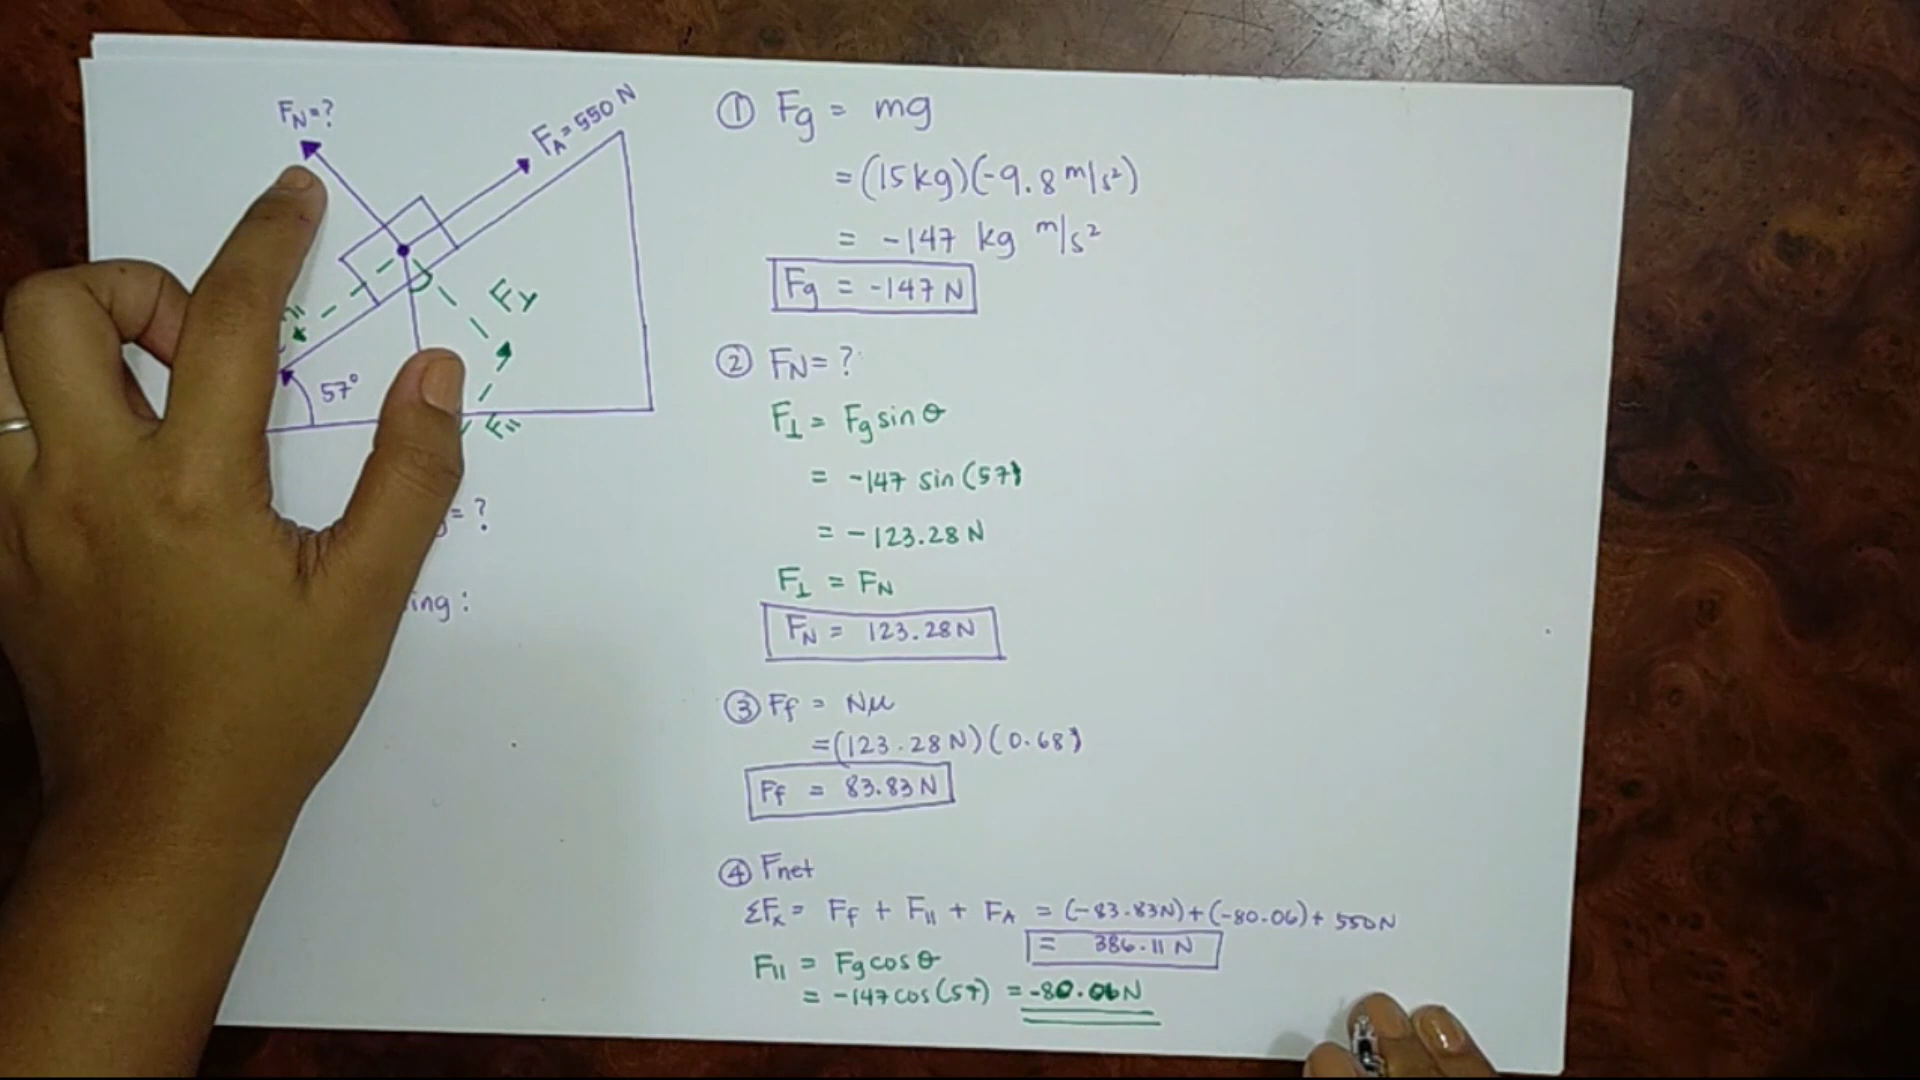 FN=?
FA=550N
Fy
57°
F||
= ?
ing:
① Fg = mg
=(15kg)(-9.8 m/s²)
= -147 kg m/s²
Fg = -147 N
② FN= ?
F⊥= Fg sin θ
= -147 sin (57)
= -123.28 N
F⊥ = FN
FN = 123.28 N
③ Ff = Nμ
=(123.28N)(0.68)
Ff = 83.83 N
④ Fnet
ΣFx= Ff + F|| + FA = (-83.83N)+(-80.06)+ 550N
= 386.11 N
F|| = Fg cos θ
= -147 cos (57) = -80.06N